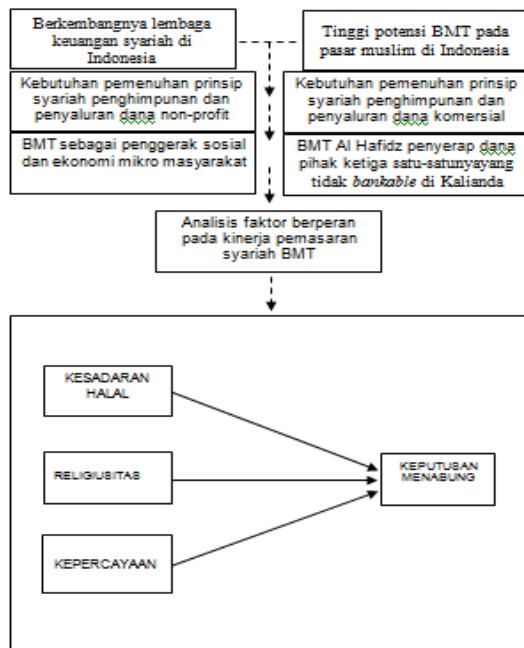 Berkembangnya lembaga
keuangan syariah di
Indonesia
Tinggi potensi BMT pada
pasar muslim di Indonesia
Kebutuhan pemenuhan prinsip
syariah penghimpunan dan
penyaluran dana non-profit
Kebutuhan pemenuhan prinsip
syariah penghimpunan dan
penyaluran dana komersial
BMT sebagai penggerak sosial
dan ekonomi mikro masyarakat
BMT Al Hafidz penyerap dana
pihak ketiga satu-satunyayang
tidak bankable di Kalianda
Analisis faktor berperan
pada kinerja pemasaran
syariah BMT
KESADARAN
HALAL
RELIGIUSITAS
KEPERCAYAAN
KEPUTUSAN
MENABUNG